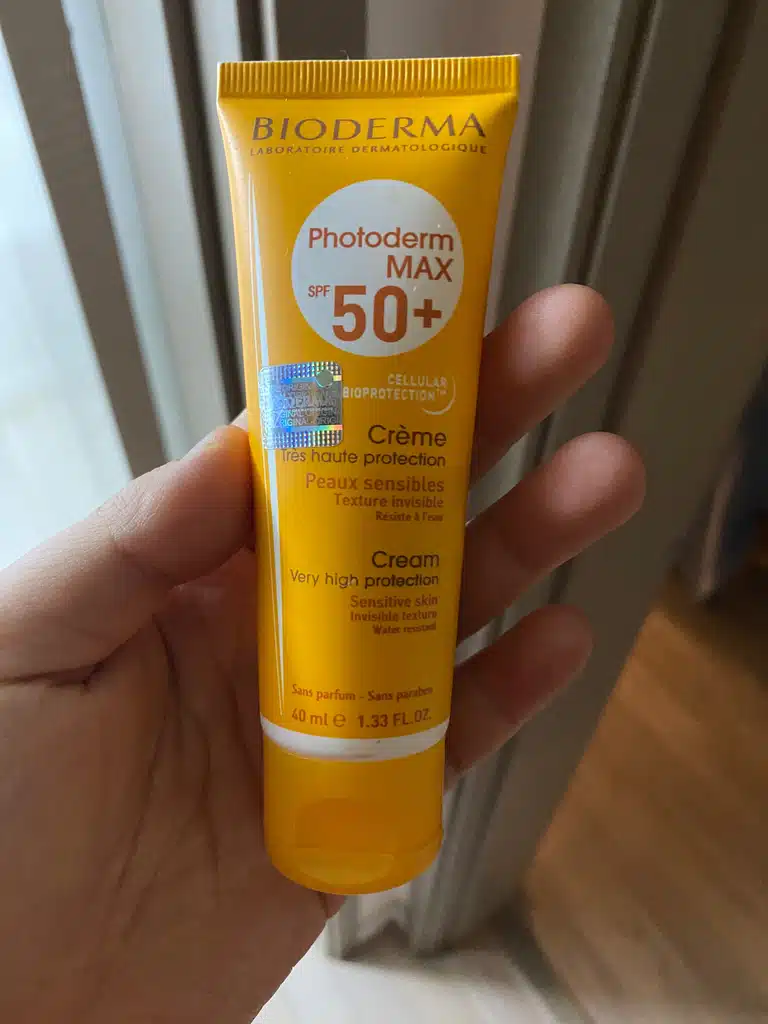 BIODERMA
LABORATOIRE DERMATOLOGIQUE
Photoderm
MAX
SPF 50+
CELLULAR
BIOPROTECTION™
Crème
Très haute protection
Peaux sensibles
Texture invisible
Résiste à l'eau
Cream
Very high protection
Sensitive skin
Invisible texture
Water resistant
Sans parfum - Sans paraben
40 ml e 1.33 FL.OZ.